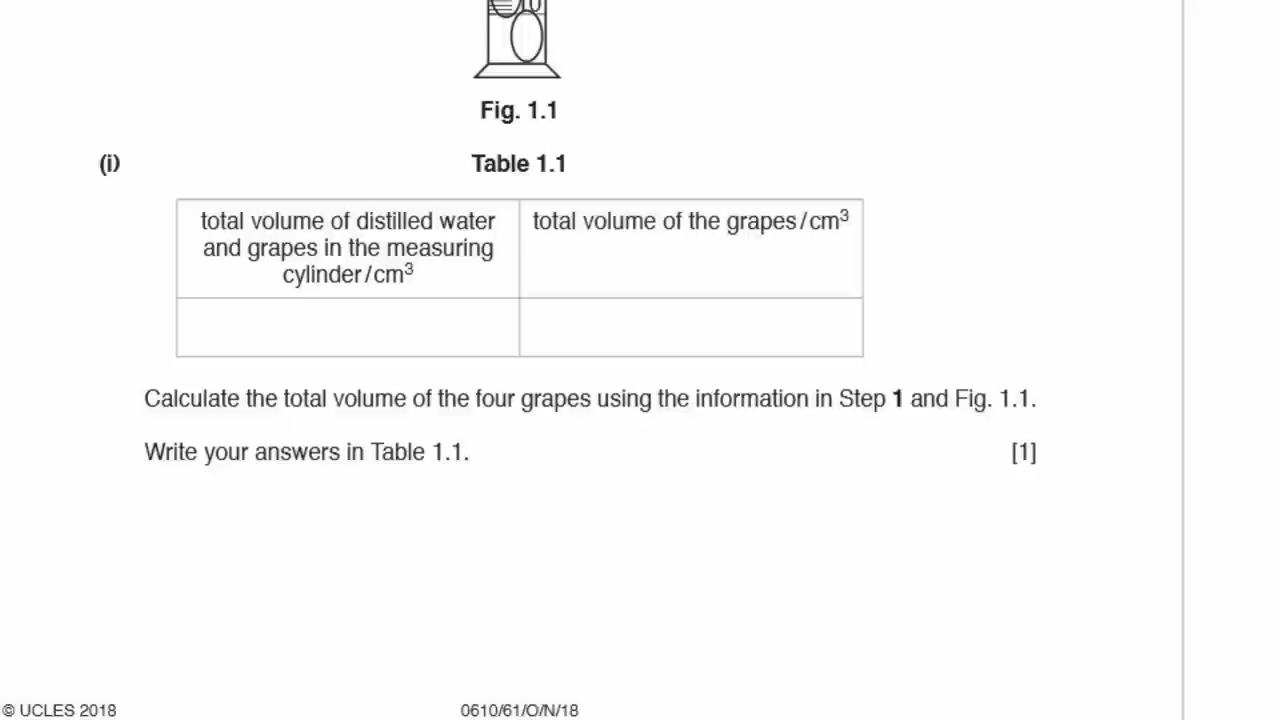 Fig. 1.1
(i)
Table 1.1
total volume of distilled water
and grapes in the measuring
cylinder/cm³
total volume of the grapes/cm³
Calculate the total volume of the four grapes using the information in Step 1 and Fig. 1.1.
Write your answers in Table 1.1.
[1]
© UCLES 2018
0610/61/O/N/18